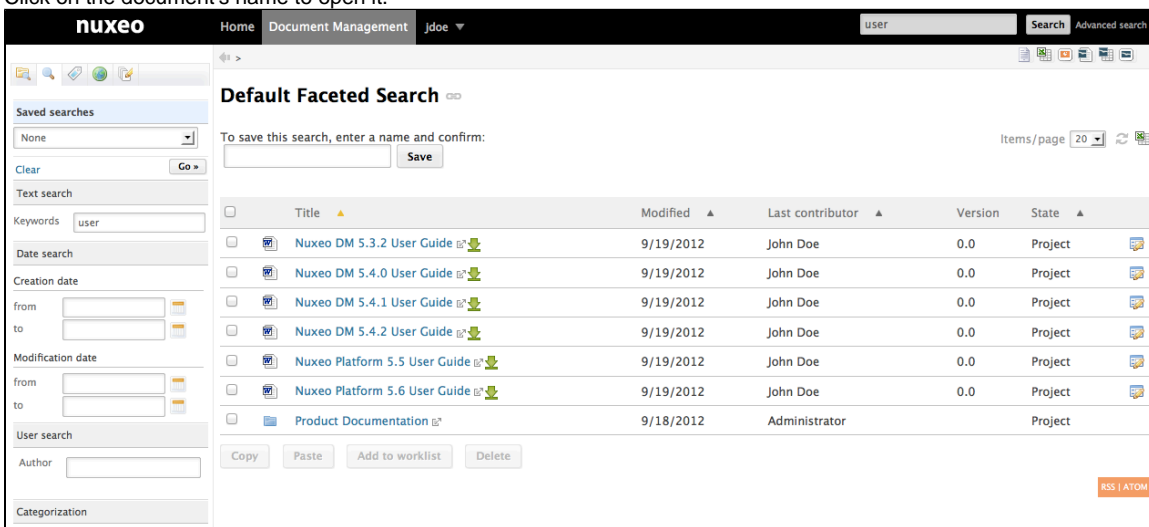 Click on the document's name to open it.
nuxeo Home Document Management jdoe user Search Advanced search
>
Default Faceted Search
Saved searches
None
To save this search, enter a name and confirm:
Items/page 20
Save
Clear Go »
Text search
Keywords user
Title Modified Last contributor Version State
Nuxeo DM 5.3.2 User Guide 9/19/2012 John Doe 0.0 Project
Date search
Nuxeo DM 5.4.0 User Guide 9/19/2012 John Doe 0.0 Project
Creation date
from
Nuxeo DM 5.4.1 User Guide 9/19/2012 John Doe 0.0 Project
to
Nuxeo DM 5.4.2 User Guide 9/19/2012 John Doe 0.0 Project
Modification date
Nuxeo Platform 5.5 User Guide 9/19/2012 John Doe 0.0 Project
from
Nuxeo Platform 5.6 User Guide 9/19/2012 John Doe 0.0 Project
to
Product Documentation 9/18/2012 Administrator Project
User search
Copy Paste Add to worklist Delete
Author
RSS | ATOM
Categorization